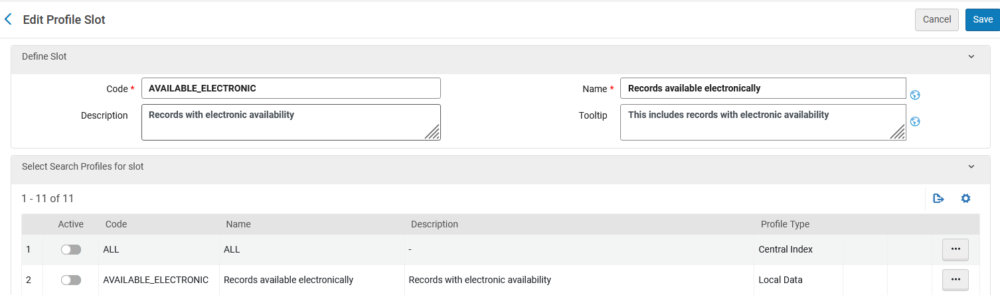 Edit Profile Slot Cancel Save
Define Slot
Code * AVAILABLE_ELECTRONIC Name * Records available electronically
Description Records with electronic availability Tooltip This includes records with electronic availability
Select Search Profiles for slot
1 - 11 of 11
Active Code Name Description Profile Type
1 ALL ALL - Central Index
2 AVAILABLE_ELECTRONIC Records available electronically Records with electronic availability Local Data